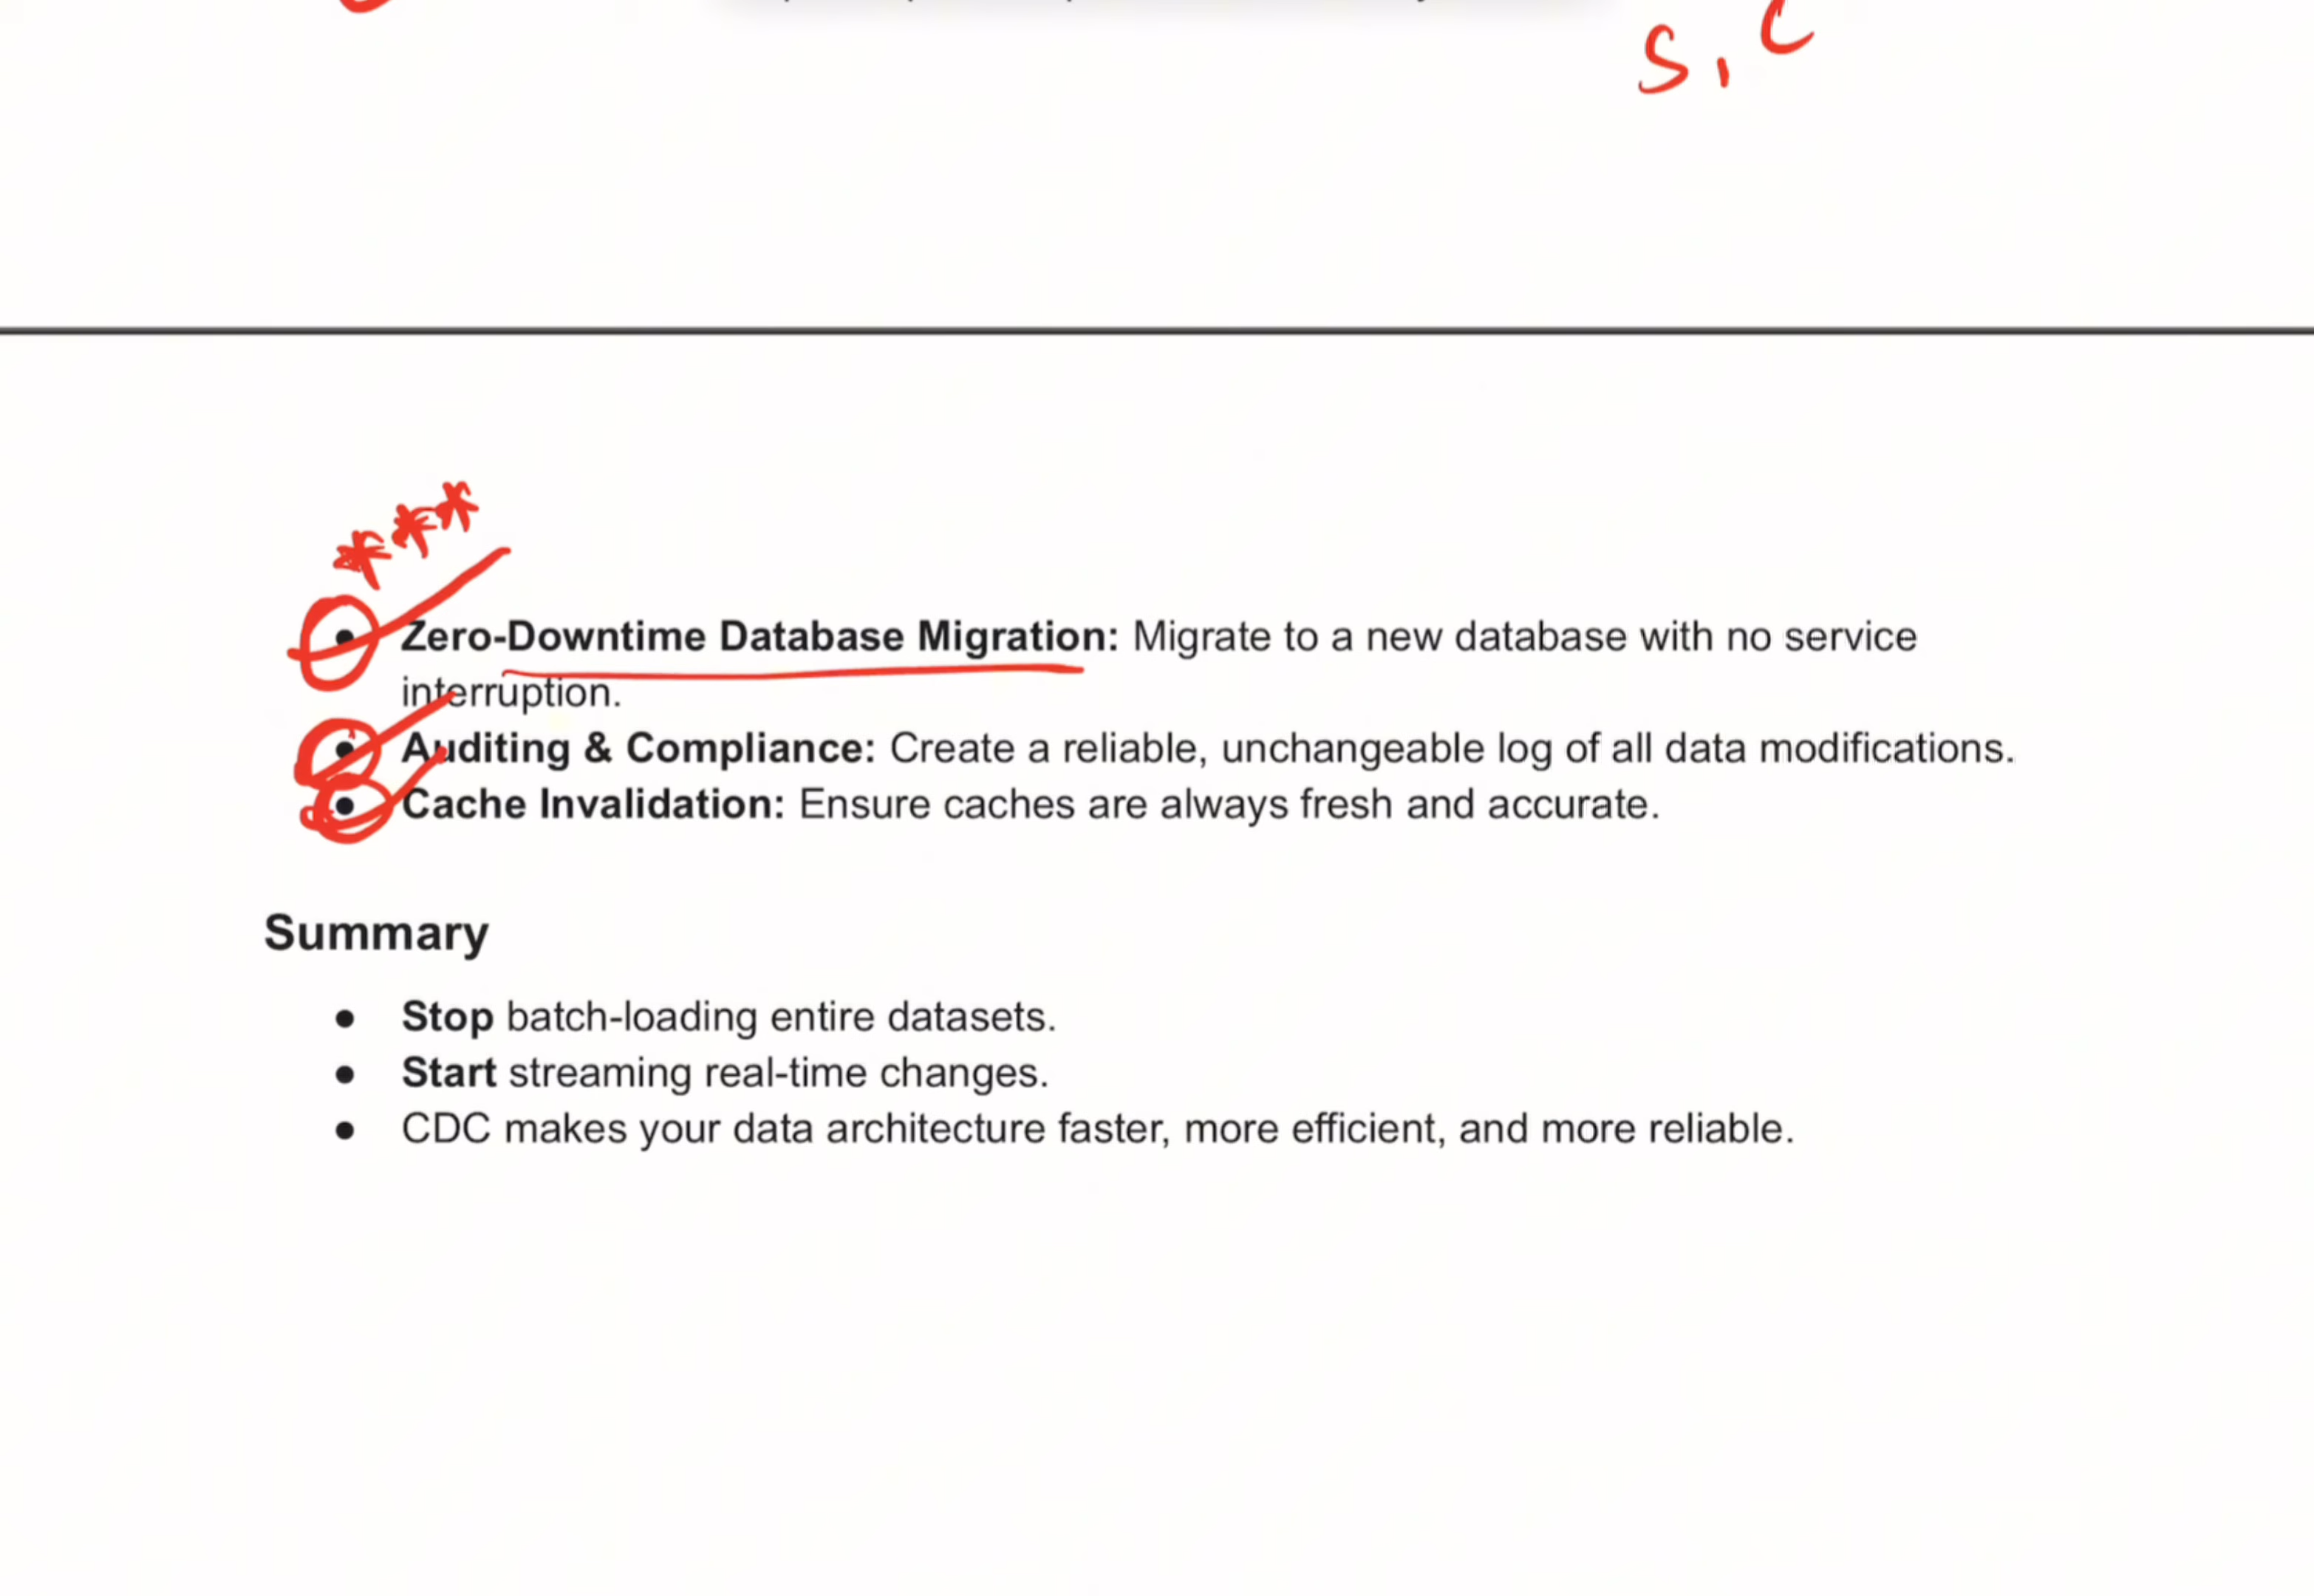 s, c
***
● Zero-Downtime Database Migration: Migrate to a new database with no service
interruption.
● Auditing & Compliance: Create a reliable, unchangeable log of all data modifications.
● Cache Invalidation: Ensure caches are always fresh and accurate.
Summary
● Stop batch-loading entire datasets.
● Start streaming real-time changes.
● CDC makes your data architecture faster, more efficient, and more reliable.